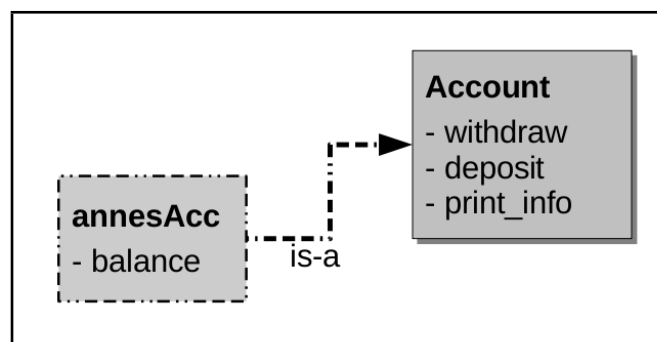 Account
- withdraw
- deposit
- print_info
annesAcc
- balance
is-a